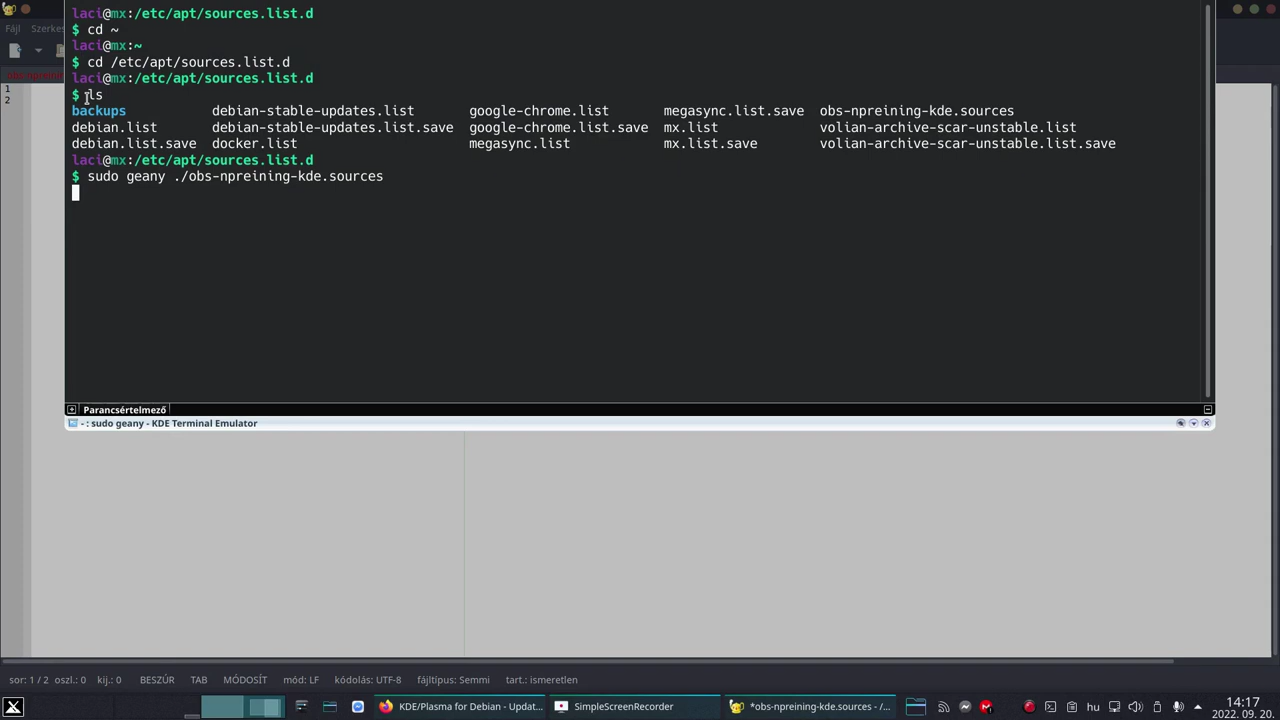 laci@mx:/etc/apt/sources.list.d
$ cd ~
laci@mx:~
$ cd /etc/apt/sources.list.d
laci@mx:/etc/apt/sources.list.d
$ ls
backups debian-stable-updates.list google-chrome.list megasync.list.save obs-npreining-kde.sources
debian.list debian-stable-updates.list.save google-chrome.list.save mx.list volian-archive-scar-unstable.list
debian.list.save docker.list megasync.list mx.list.save volian-archive-scar-unstable.list.save
laci@mx:/etc/apt/sources.list.d
$ sudo geany ./obs-npreining-kde.sources
Fájl Szerkes
1
2
Parancsértelmező
- : sudo geany - KDE Terminal Emulator
sor: 1 / 2 oszl.: 0 kij.: 0 BESZÚR TAB MÓDOSÍT mód: LF kódolás: UTF-8 fájltípus: Semmi tart.: ismeretlen
KDE/Plasma for Debian - Updat... SimpleScreenRecorder *obs-npreining-kde.sources - /... hu 14:17
2022. 09. 20.